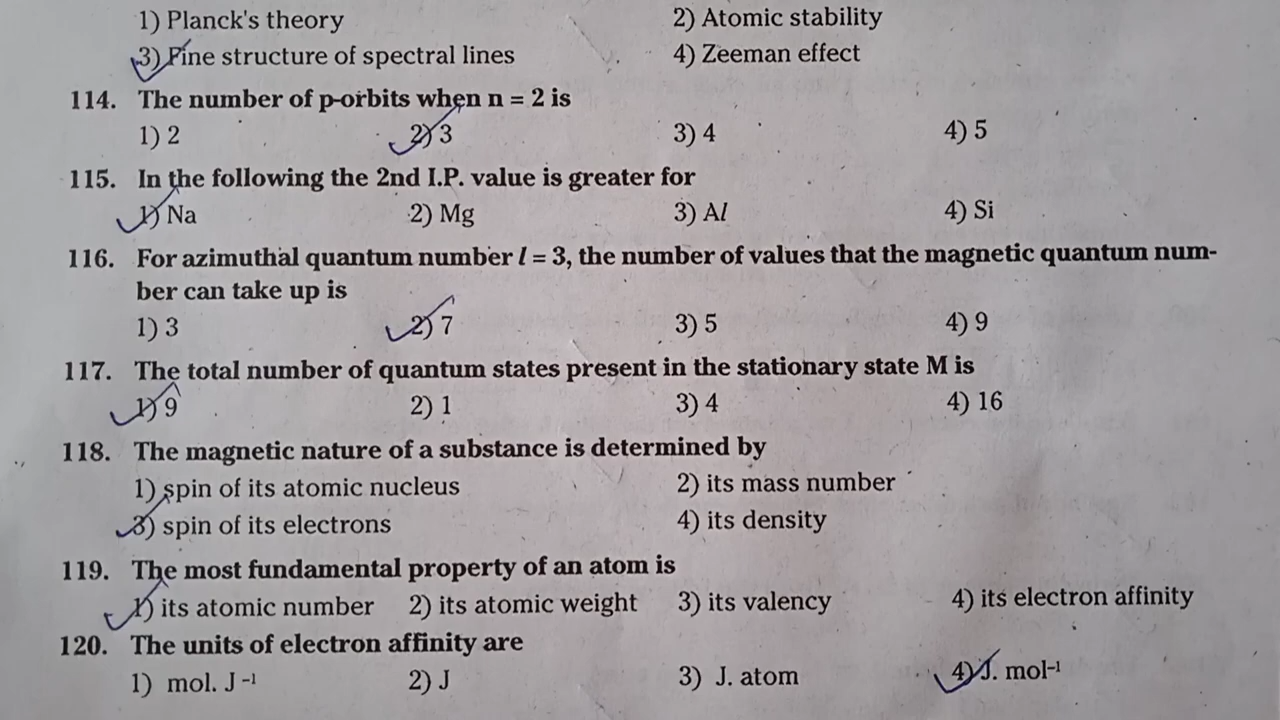 1) Planck's theory 2) Atomic stability
3) Fine structure of spectral lines 4) Zeeman effect
114. The number of p-orbits when n = 2 is
1) 2 2) 3 3) 4 4) 5
115. In the following the 2nd I.P. value is greater for
1) Na 2) Mg 3) Al 4) Si
116. For azimuthal quantum number l = 3, the number of values that the magnetic quantum num-
ber can take up is
1) 3 2) 7 3) 5 4) 9
117. The total number of quantum states present in the stationary state M is
1) 9 2) 1 3) 4 4) 16
118. The magnetic nature of a substance is determined by
1) spin of its atomic nucleus 2) its mass number
3) spin of its electrons 4) its density
119. The most fundamental property of an atom is
1) its atomic number 2) its atomic weight 3) its valency 4) its electron affinity
120. The units of electron affinity are
1) mol. J⁻¹ 2) J 3) J. atom 4) J. mol⁻¹